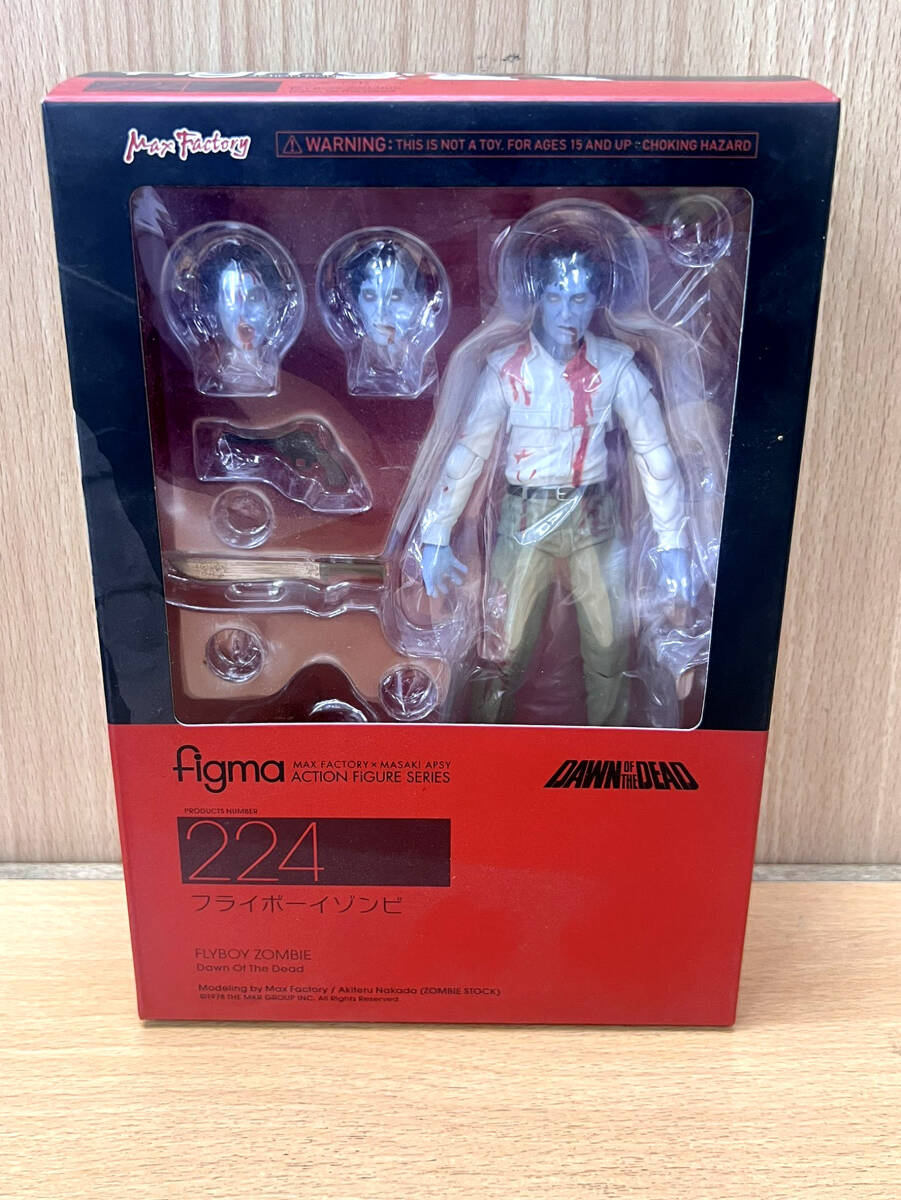 Max Factory
WARNING: THIS IS NOT A TOY. FOR AGES 15 AND UP : CHOKING HAZARD
figma
MAX FACTORY × MASAKI APSY
ACTION FiGURE SERIES
DAWN OF THE DEAD
PRODUCTS NUMBER
224
フライボーイゾンビ
FLYBOY ZOMBIE
Dawn Of The Dead
Modeling by Max Factory / Akiteru Nakada (ZOMBIE STOCK)
©1978 THE MKR GROUP INC. All Rights Reserved.